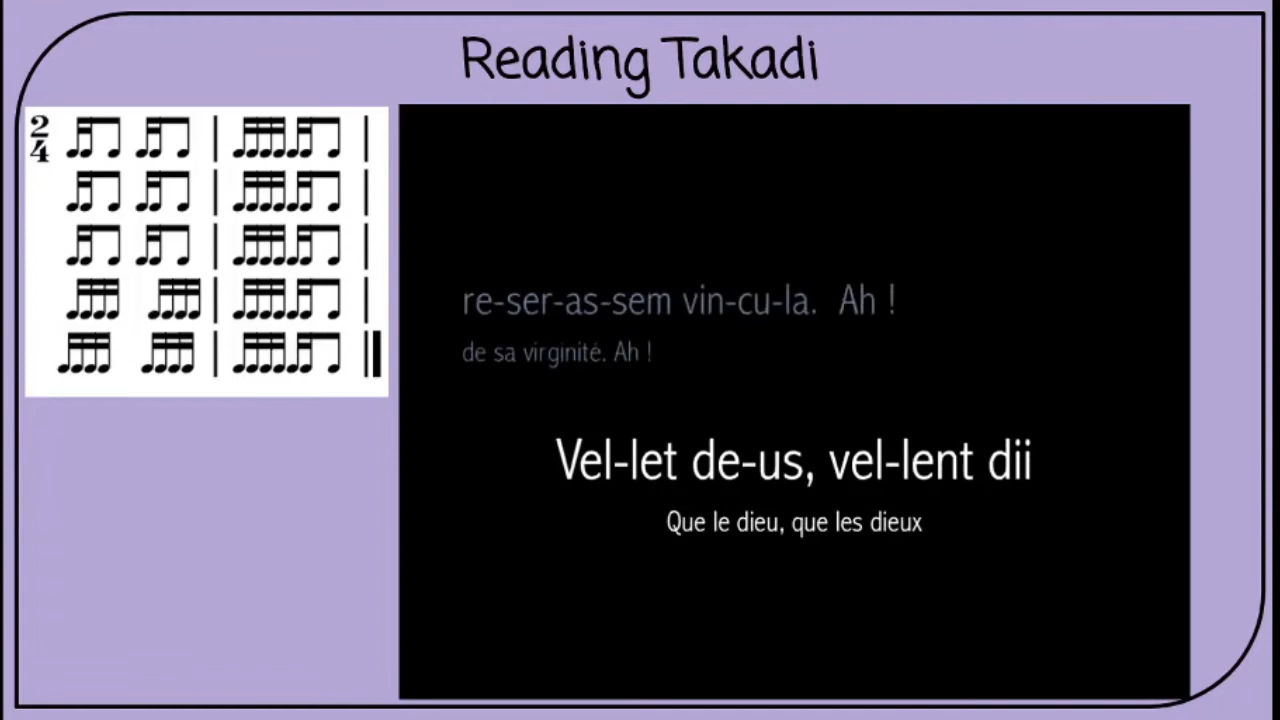 Reading Takadi
2
4
re-ser-as-sem vin-cu-la. Ah !
de sa virginité. Ah !
Vel-let de-us, vel-lent dii
Que le dieu, que les dieux